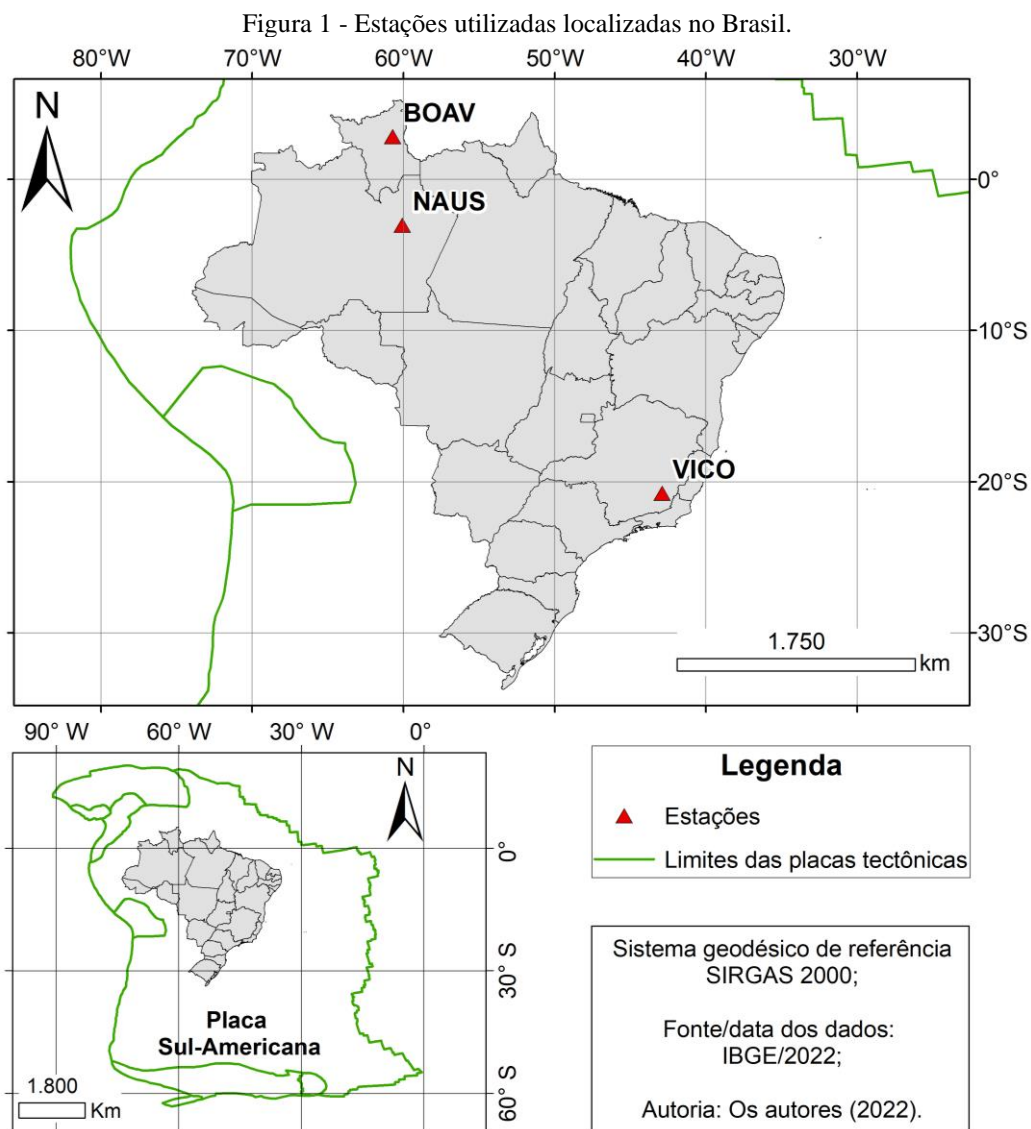 Figura 1 - Estações utilizadas localizadas no Brasil.
80°W 70°W 60°W 50°W 40°W 30°W
N
BOAV
0°
NAUS
10°S
VICO
20°S
30°S
1.750
km
90° W 60° W 30° W 0°
N
0°
30° S
Placa
Sul-Americana
60° S
1.800
Km
Legenda
Estações
Limites das placas tectônicas
Sistema geodésico de referência
SIRGAS 2000;
Fonte/data dos dados:
IBGE/2022;
Autoria: Os autores (2022).